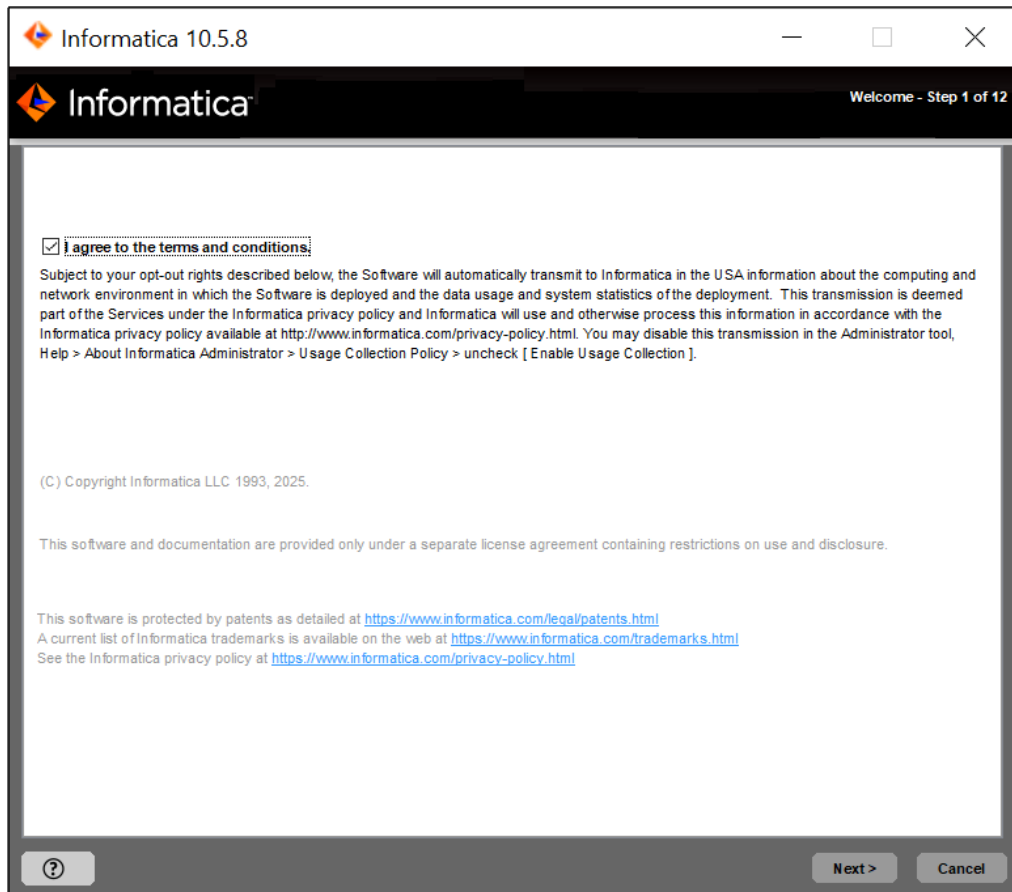 Informatica 10.5.8
Informatica
Welcome - Step 1 of 12
I agree to the terms and conditions.
Subject to your opt-out rights described below, the Software will automatically transmit to Informatica in the USA information about the computing and
network environment in which the Software is deployed and the data usage and system statistics of the deployment. This transmission is deemed
part of the Services under the Informatica privacy policy and Informatica will use and otherwise process this information in accordance with the
Informatica privacy policy available at http://www.informatica.com/privacy-policy.html. You may disable this transmission in the Administrator tool,
Help > About Informatica Administrator > Usage Collection Policy > uncheck [ Enable Usage Collection ].
(C) Copyright Informatica LLC 1993, 2025.
This software and documentation are provided only under a separate license agreement containing restrictions on use and disclosure.
This software is protected by patents as detailed at https://www.informatica.com/legal/patents.html
A current list of Informatica trademarks is available on the web at https://www.informatica.com/trademarks.html
See the Informatica privacy policy at https://www.informatica.com/privacy-policy.html
?
Next >
Cancel